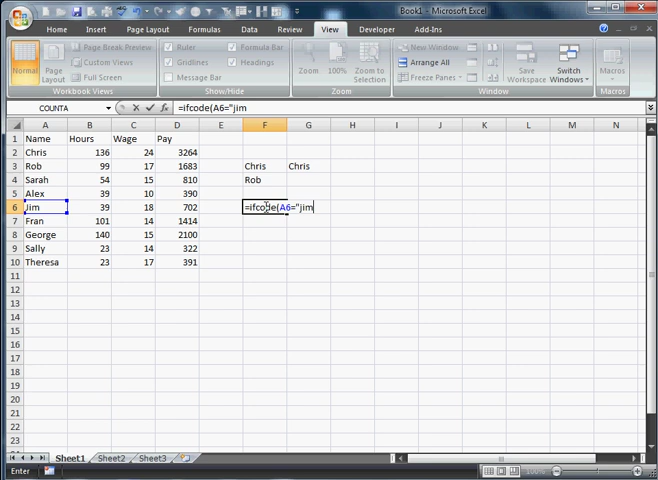 Book1 - Microsoft Excel
Home Insert Page Layout Formulas Data Review View Developer Add-Ins
Normal
Page Layout
Page Break Preview
Custom Views
Full Screen
Workbook Views
Ruler
Gridlines
Message Bar
Formula Bar
Headings
Show/Hide
Zoom
100%
Zoom to Selection
Zoom
New Window
Arrange All
Freeze Panes
Save Workspace
Switch Windows
Window
Macros
Macros
COUNTA =ifcode(A6="jim
A B C D E F G H I J K L M N
1 Name Hours Wage Pay
2 Chris 136 24 3264
3 Rob 99 17 1683 Chris Chris
4 Sarah 54 15 810 Rob
5 Alex 39 10 390
6 Jim 39 18 702 =ifcode(A6="jim
7 Fran 101 14 1414
8 George 140 15 2100
9 Sally 23 14 322
10 Theresa 23 17 391
11
12
13
14
15
16
17
18
19
20
21
22
23
Sheet1 Sheet2 Sheet3
Enter 100%